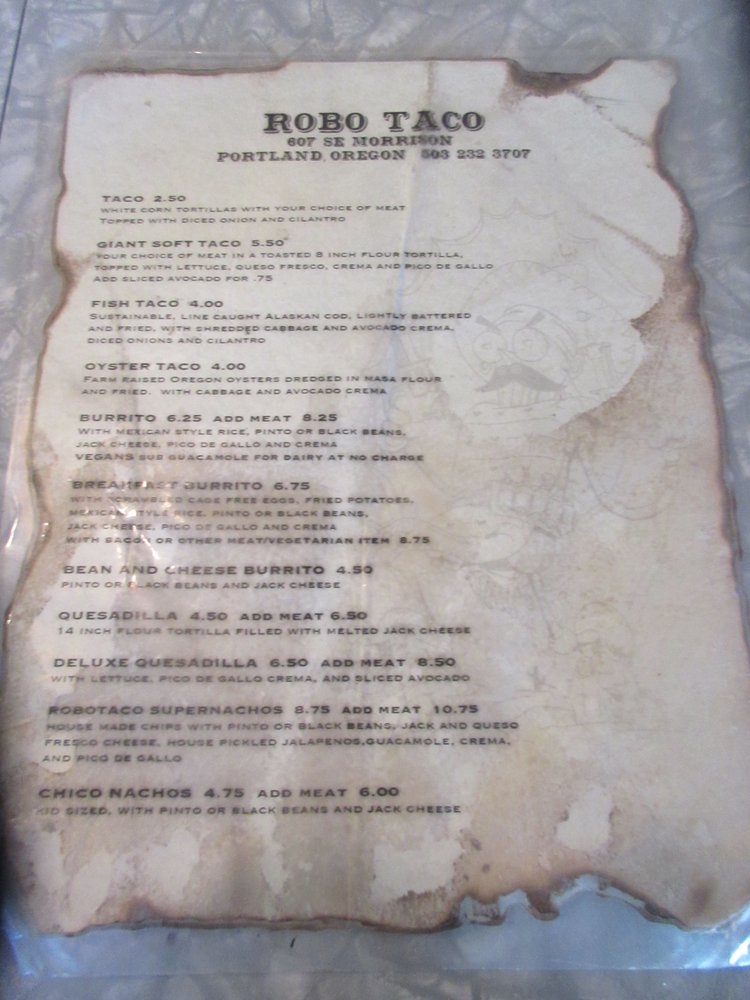 ROBO TACO
607 SE MORRISON
PORTLAND, OREGON 503 232 3707
TACO 2.50
WHITE CORN TORTILLAS WITH YOUR CHOICE OF MEAT
TOPPED WITH DICED ONION AND CILANTRO
GIANT SOFT TACO 5.50
YOUR CHOICE OF MEAT IN A TOASTED 8 INCH FLOUR TORTILLA,
TOPPED WITH LETTUCE, QUESO FRESCO, CREMA AND PICO DE GALLO
ADD SLICED AVOCADO FOR .75
FISH TACO 4.00
SUSTAINABLE, LINE CAUGHT ALASKAN COD, LIGHTLY BATTERED
AND FRIED, WITH SHREDDED CABBAGE AND AVOCADO CREMA,
DICED ONIONS AND CILANTRO
OYSTER TACO 4.00
FARM RAISED OREGON OYSTERS DREDGED IN MASA FLOUR
AND FRIED. WITH CABBAGE AND AVOCADO CREMA
BURRITO 6.25 ADD MEAT 8.25
WITH MEXICAN STYLE RICE, PINTO OR BLACK BEANS,
JACK CHEESE, PICO DE GALLO AND CREMA
VEGANS SUB GUACAMOLE FOR DAIRY AT NO CHARGE
BREAKFAST BURRITO 6.75
WITH SCRAMBLED CAGE FREE EGGS, FRIED POTATOES,
MEXICAN STYLE RICE, PINTO OR BLACK BEANS,
JACK CHEESE, PICO DE GALLO AND CREMA
WITH BACON OR OTHER MEAT/VEGETARIAN ITEM 8.75
BEAN AND CHEESE BURRITO 4.50
PINTO OR BLACK BEANS AND JACK CHEESE
QUESADILLA 4.50 ADD MEAT 6.50
14 INCH FLOUR TORTILLA FILLED WITH MELTED JACK CHEESE
DELUXE QUESADILLA 6.50 ADD MEAT 8.50
WITH LETTUCE, PICO DE GALLO CREMA, AND SLICED AVOCADO
ROBOTACO SUPERNACHOS 8.75 ADD MEAT 10.75
HOUSE MADE CHIPS WITH PINTO OR BLACK BEANS, JACK AND QUESO
FRESCO CHEESE, HOUSE PICKLED JALAPENOS,GUACAMOLE, CREMA,
AND PICO DE GALLO
CHICO NACHOS 4.75 ADD MEAT 6.00
KID SIZED, WITH PINTO OR BLACK BEANS AND JACK CHEESE